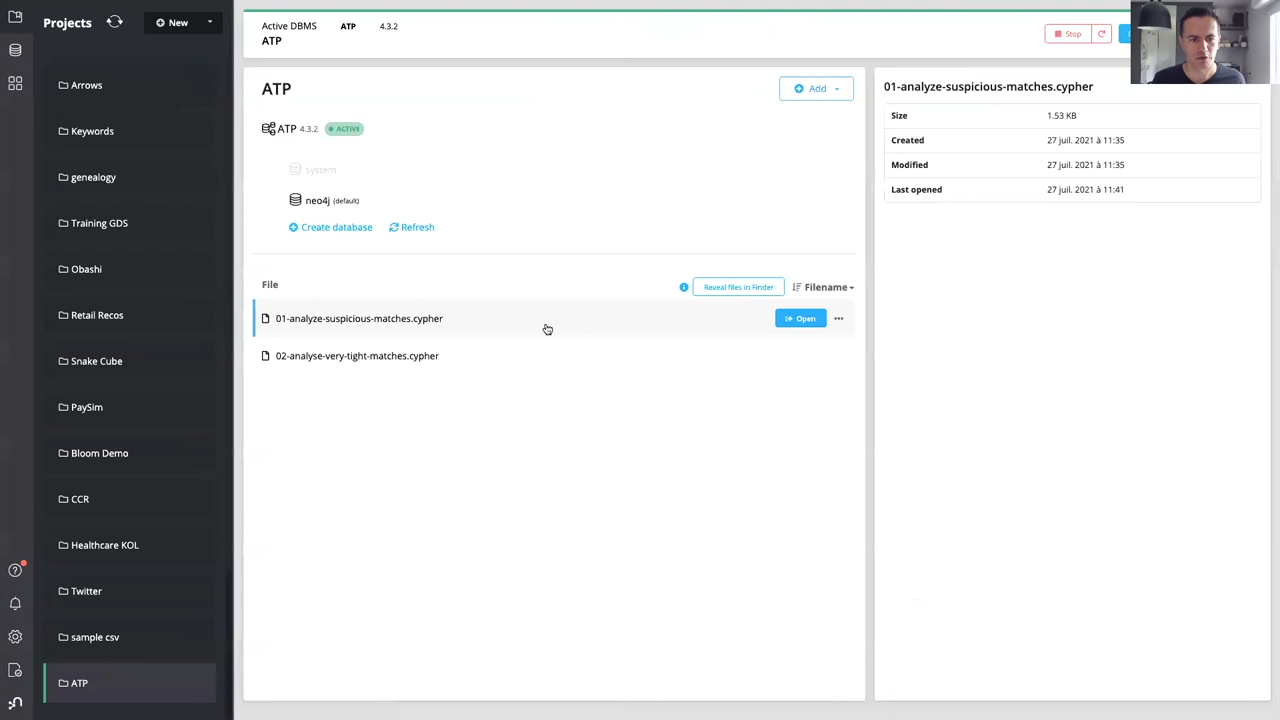 Projects
New
Arrows
Keywords
genealogy
Training GDS
Obashi
Retail Recos
Snake Cube
PaySim
Bloom Demo
CCR
Healthcare KOL
Twitter
sample csv
ATP
Active DBMS ATP 4.3.2
ATP
Stop
ATP
Add
ATP 4.3.2 ACTIVE
system
neo4j (default)
Create database Refresh
File Reveal files in Finder Filename
01-analyze-suspicious-matches.cypher Open
02-analyse-very-tight-matches.cypher
01-analyze-suspicious-matches.cypher
Size 1.53 KB
Created 27 juil. 2021 à 11:35
Modified 27 juil. 2021 à 11:35
Last opened 27 juil. 2021 à 11:41